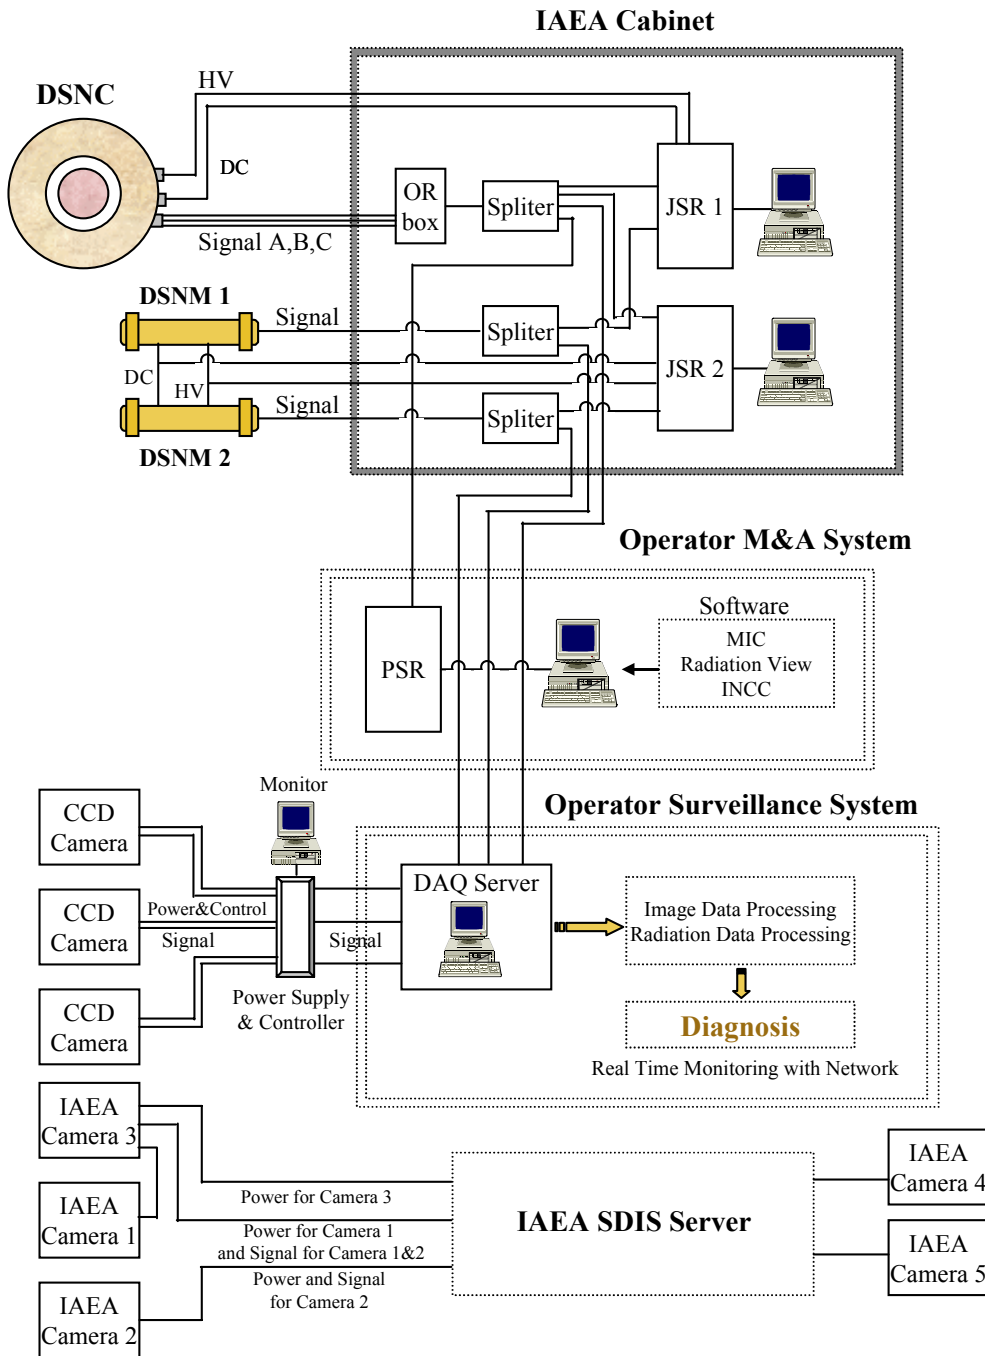 IAEA Cabinet
HV
DSNC
DC
OR
box
Spliter
JSR 1
Signal A,B,C
DSNM 1
Signal
Spliter
JSR 2
DC
HV
Signal
Spliter
DSNM 2
Operator M&A System
Software
MIC
Radiation View
INCC
PSR
Monitor
Operator Surveillance System
CCD
Camera
DAQ Server
CCD
Camera
Power&Control
Signal
Signal
Image Data Processing
Radiation Data Processing
CCD
Camera
Power Supply
& Controller
Diagnosis
Real Time Monitoring with Network
IAEA
Camera 3
IAEA
Camera 4
Power for Camera 3
IAEA
Camera 1
Power for Camera 1
and Signal for Camera 1&2
IAEA SDIS Server
IAEA
Camera 5
Power and Signal
for Camera 2
IAEA
Camera 2